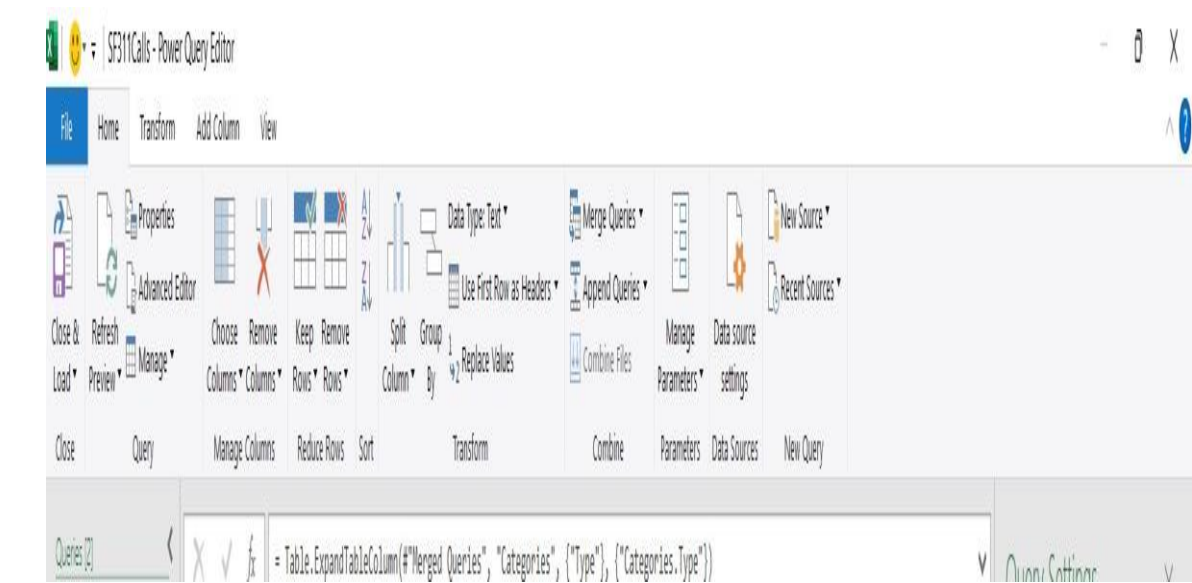 SF311Calls - Power Query Editor
File Home Transform Add Column View
Close & Load
Refresh Preview
Properties
Advanced Editor
Manage
Choose Columns
Remove Columns
Keep Rows
Remove Rows
A
Z
Z
A
Split Column
Group By
Data Type: Text
Use First Row as Headers
1
2 Replace Values
Merge Queries
Append Queries
Combine Files
Manage Parameters
Data source settings
New Source
Recent Sources
Close Query Manage Columns Reduce Rows Sort Transform Combine Parameters Data Sources New Query
Queries [2]
fx = Table.ExpandTableColumn(#"Merged Queries", "Categories", {"Type"}, {"Categories.Type"})
Query Settings